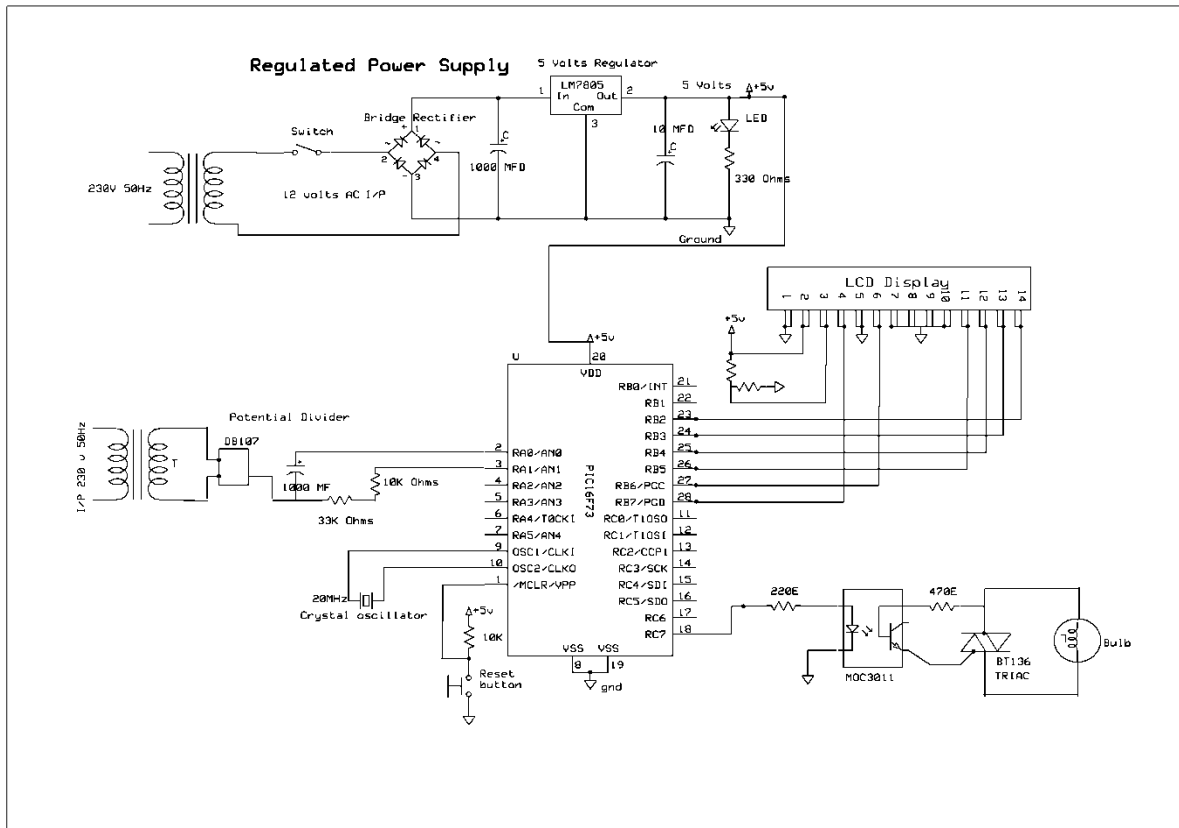 Regulated Power Supply
5 Volts Regulator
LM7805
1 In Out 2
Com
3
5 Volts
+5v
LED
10 MFD
C
330 Ohms
Bridge Rectifier
+ 1
~ ~
2 4
- 3
C
1000 MFD
Switch
230V 50Hz
12 volts AC I/P
Ground
LCD Display
1 2 3 4 5 6 7 8 9 10 11 12 13 14
+5v
+5v
U
20
VDD
PIC16F73
2 RA0/AN0
3 RA1/AN1
4 RA2/AN2
5 RA3/AN3
6 RA4/T0CKI
7 RA5/AN4
9 OSC1/CLKI
10 OSC2/CLKO
1 /MCLR/VPP
RB0/INT 21
RB1 22
RB2 23
RB3 24
RB4 25
RB5 26
RB6/PGC 27
RB7/PGD 28
RC0/T1OSO 11
RC1/T1OSI 12
RC2/CCP1 13
RC3/SCK 14
RC4/SDI 15
RC5/SDO 16
RC6 17
RC7 18
VSS VSS
8 19
gnd
Potential Divider
DB107
I/P 230 v 50Hz
T
1000 MF
10K Ohms
33K Ohms
20MHz
Crystal oscillator
+5v
10K
Reset
button
220E
470E
MOC3011
BT136
TRIAC
Bulb